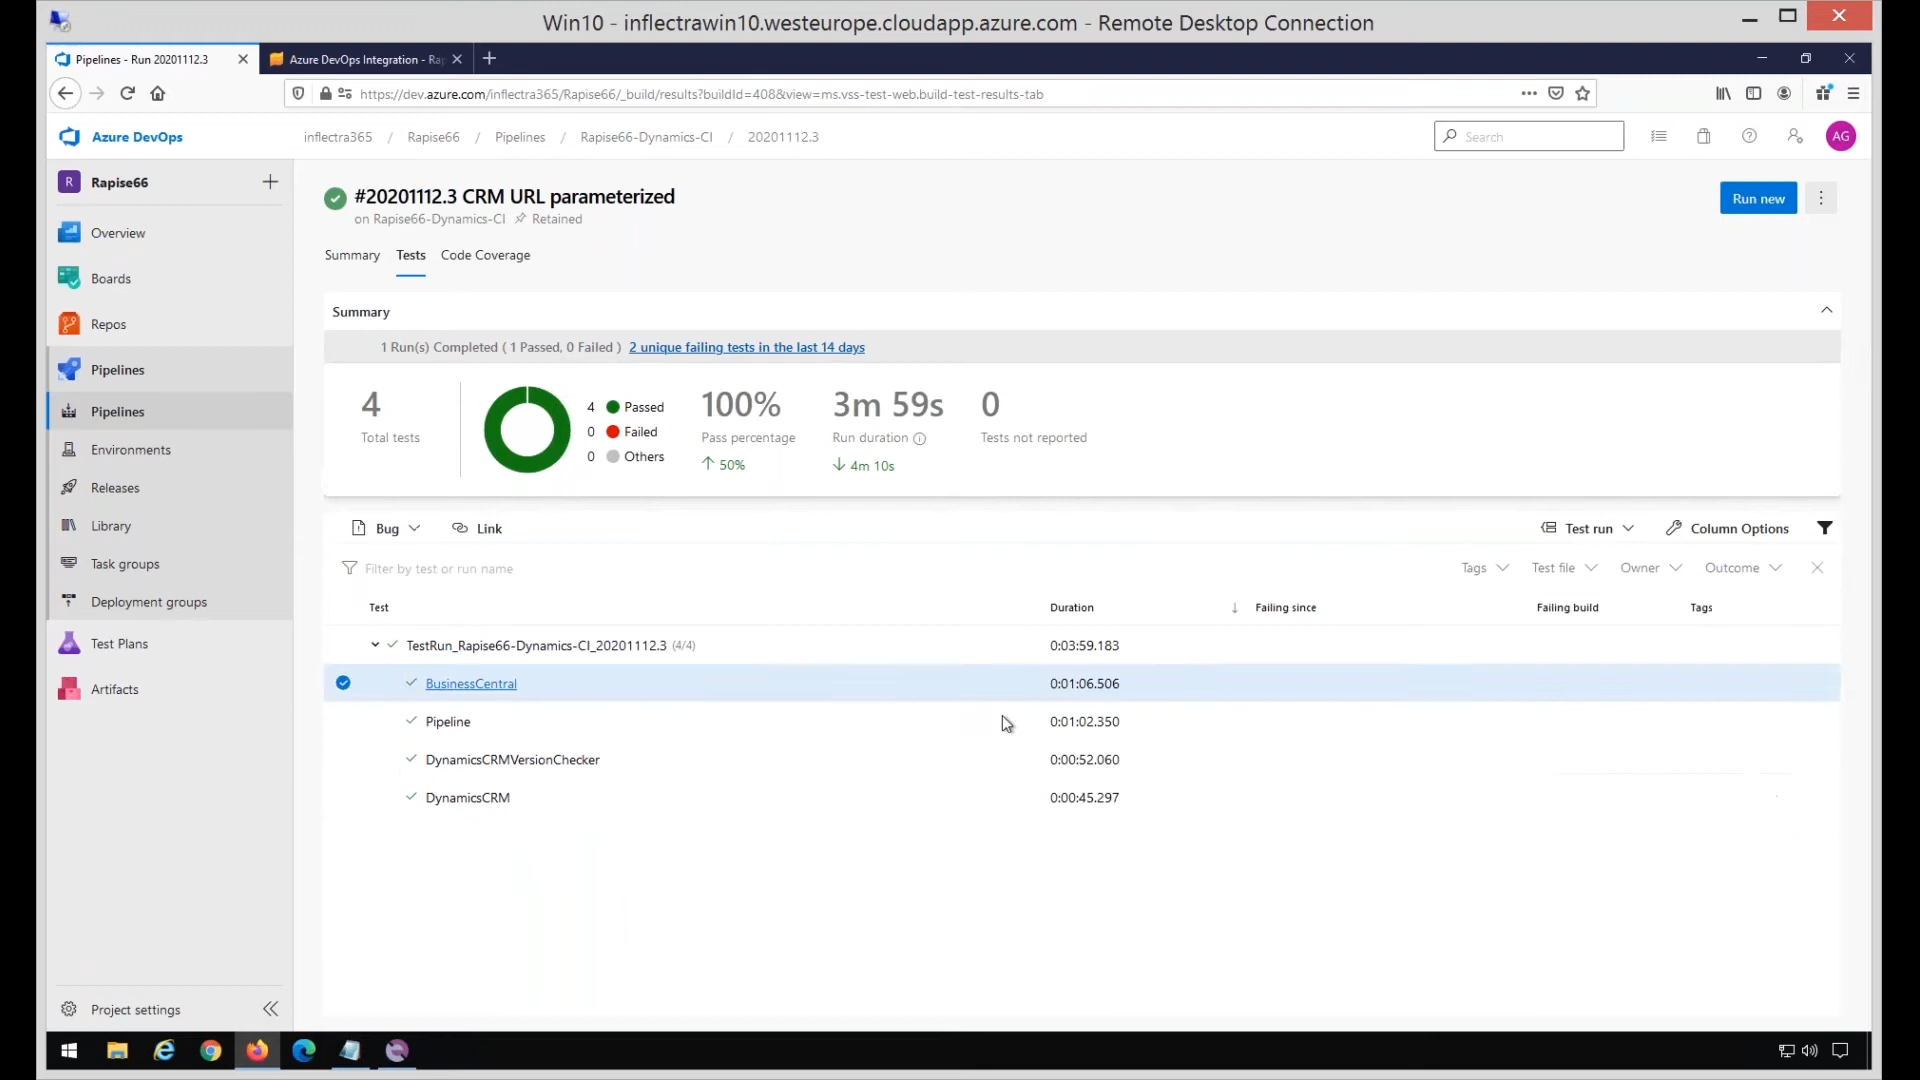 Win10 - inflectrawin10.westeurope.cloudapp.azure.com - Remote Desktop Connection
Pipelines - Run 20201112.3
Azure DevOps Integration - Rap
https://dev.azure.com/inflectra365/Rapise66/_build/results?buildId=408&view=ms.vss-test-web.build-test-results-tab
Azure DevOps
inflectra365 / Rapise66 / Pipelines / Rapise66-Dynamics-CI / 20201112.3
Search
AG
R Rapise66
Overview
Boards
Repos
Pipelines
Pipelines
Environments
Releases
Library
Task groups
Deployment groups
Test Plans
Artifacts
Project settings
#20201112.3 CRM URL parameterized
on Rapise66-Dynamics-CI Retained
Run new
Summary Tests Code Coverage
Summary
1 Run(s) Completed ( 1 Passed, 0 Failed ) 2 unique failing tests in the last 14 days
4
Total tests
4 Passed
0 Failed
0 Others
100%
Pass percentage
50%
3m 59s
Run duration
4m 10s
0
Tests not reported
Bug Link Test run Column Options
Filter by test or run name Tags Test file Owner Outcome
Test Duration Failing since Failing build Tags
TestRun_Rapise66-Dynamics-CI_20201112.3 (4/4) 0:03:59.183
BusinessCentral 0:01:06.506
Pipeline 0:01:02.350
DynamicsCRMVersionChecker 0:00:52.060
DynamicsCRM 0:00:45.297